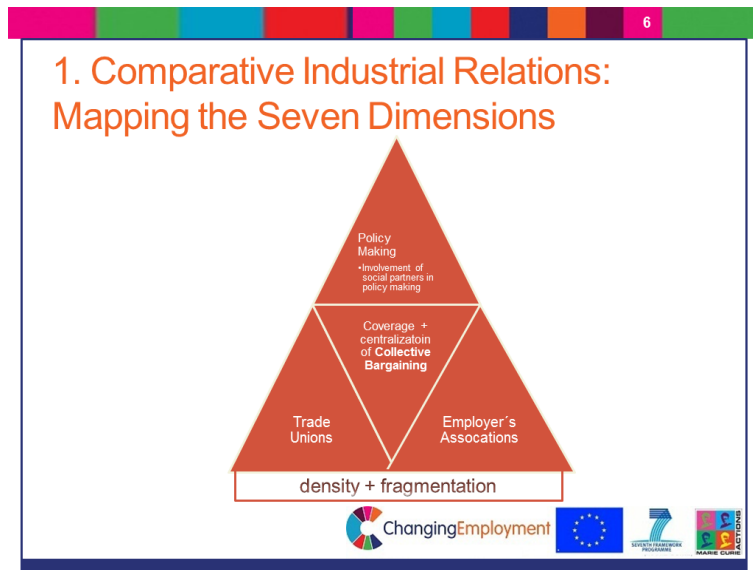 6
1. Comparative Industrial Relations:
Mapping the Seven Dimensions
Policy
Making
•Involvement of
social partners in
policy making
Coverage +
centralizatoin
of Collective
Bargaining
Trade
Unions
Employer´s
Assocations
density + fragmentation
ChangingEmployment
SEVENTH FRAMEWORK
PROGRAMME
MARIE CURIE
ACTIONS